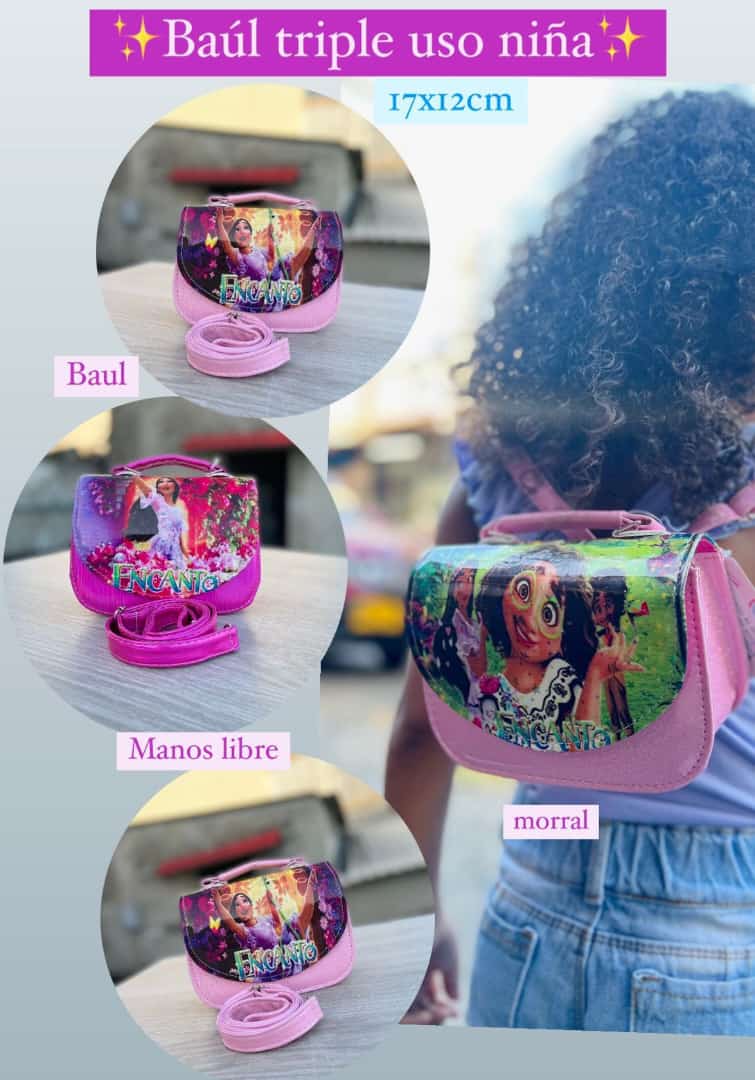 ✨Baúl triple uso niña✨
17x12cm
ENCANTO
Baul
ENCANTO
Manos libre
ENCANTO
morral
ENCANTO